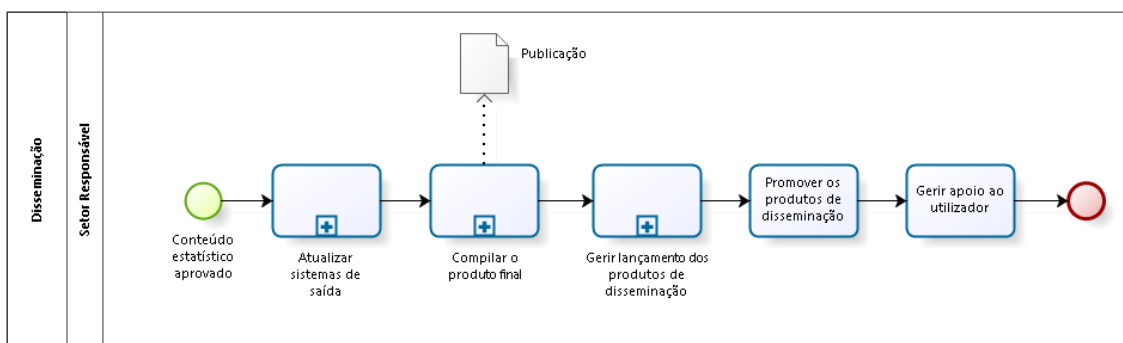 Disseminação
Setor Responsável
Publicação
Conteúdo
estatístico
aprovado
Atualizar
sistemas de
saída
Compilar o
produto final
Gerir lançamento dos
produtos de
disseminação
Promover os
produtos de
disseminação
Gerir apoio ao
utilizador